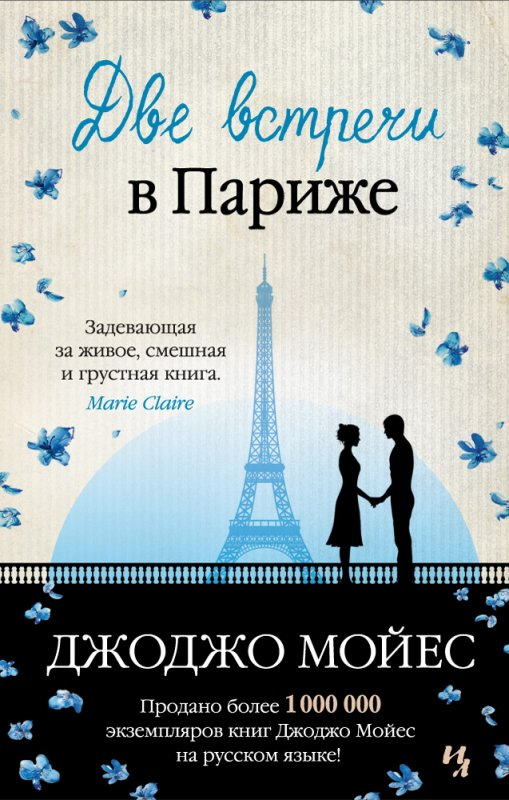 Две встречи
в Париже
Задевающая
за живое, смешная
и грустная книга.
Marie Claire
ДЖОДЖО МОЙЕС
Продано более 1 000 000
экземпляров книг Джоджо Мойес
на русском языке!
ИЛ